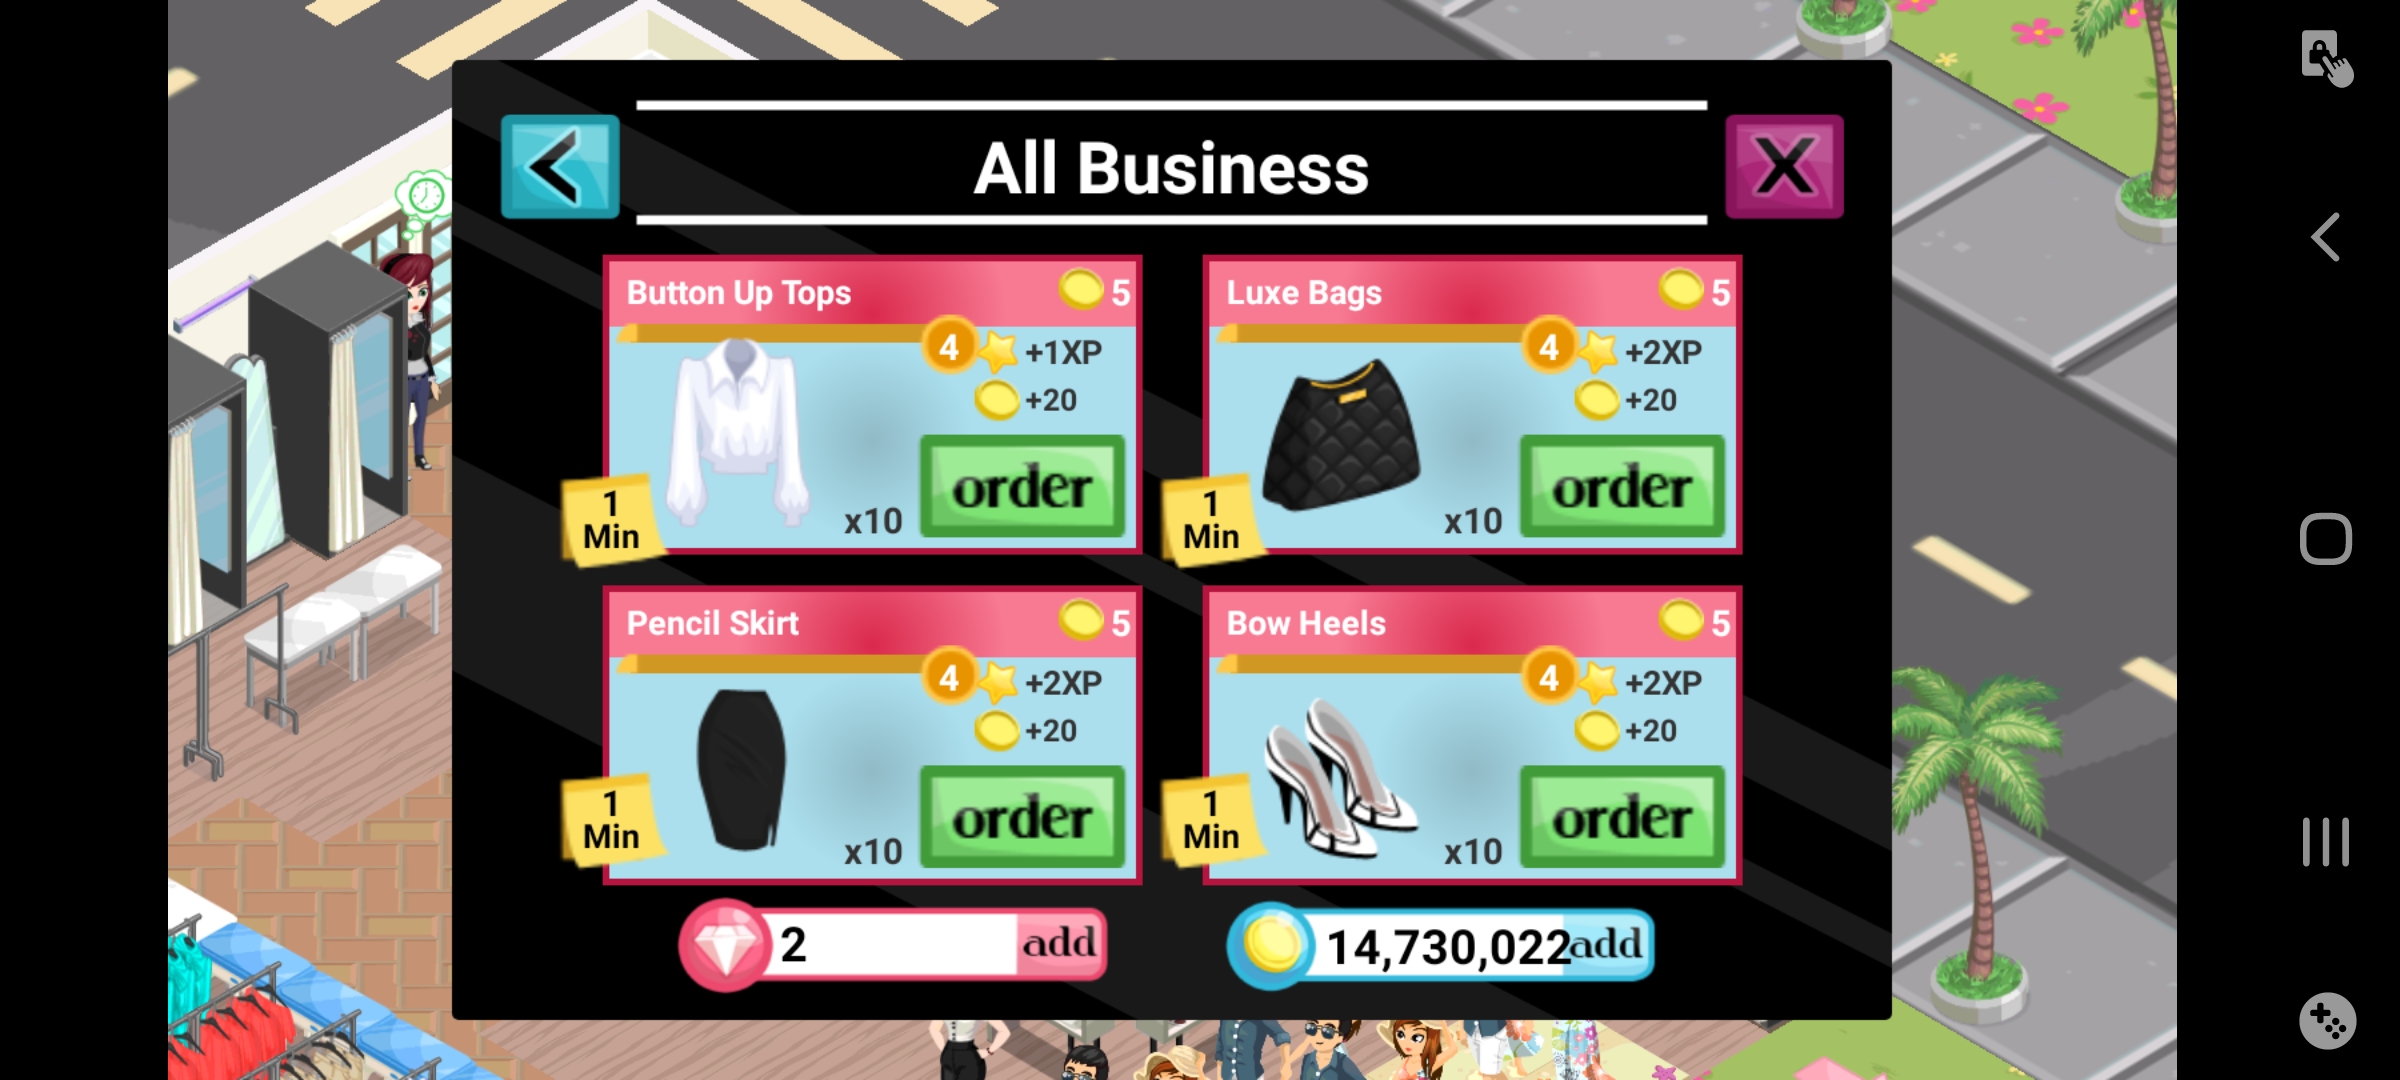 All Business
Button Up Tops
5
4
+1XP
+20
1
Min
x10
order
Luxe Bags
5
4
+2XP
+20
1
Min
x10
order
Pencil Skirt
5
4
+2XP
+20
1
Min
x10
order
Bow Heels
5
4
+2XP
+20
1
Min
x10
order
2
add
14,730,022
add